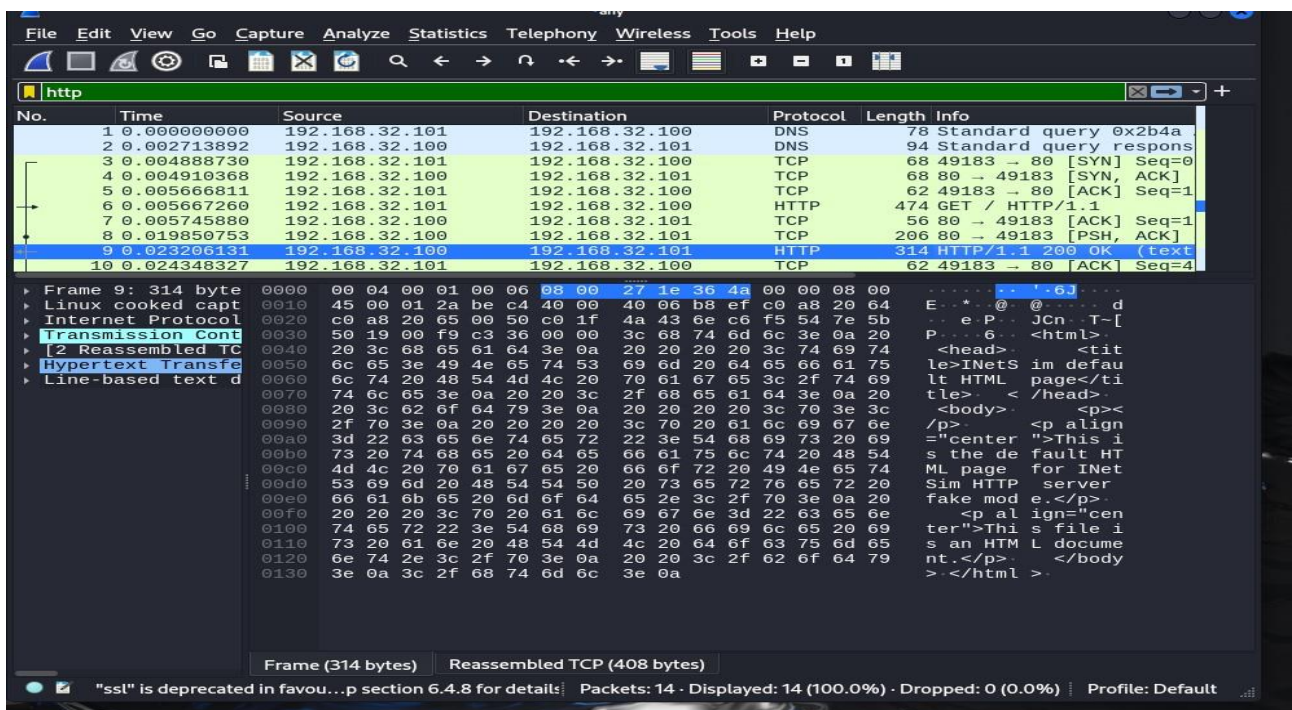 *any
File Edit View Go Capture Analyze Statistics Telephony Wireless Tools Help
http
No. Time Source Destination Protocol Length Info
1 0.000000000 192.168.32.101 192.168.32.100 DNS 78 Standard query 0x2b4a
2 0.002713892 192.168.32.100 192.168.32.101 DNS 94 Standard query respons
3 0.004888730 192.168.32.101 192.168.32.100 TCP 68 49183 → 80 [SYN] Seq=0
4 0.004910368 192.168.32.100 192.168.32.101 TCP 68 80 → 49183 [SYN, ACK]
5 0.005666811 192.168.32.101 192.168.32.100 TCP 62 49183 → 80 [ACK] Seq=1
6 0.005667260 192.168.32.101 192.168.32.100 HTTP 474 GET / HTTP/1.1
7 0.005745880 192.168.32.100 192.168.32.101 TCP 56 80 → 49183 [ACK] Seq=1
8 0.019850753 192.168.32.100 192.168.32.101 TCP 206 80 → 49183 [PSH, ACK]
9 0.023206131 192.168.32.100 192.168.32.101 HTTP 314 HTTP/1.1 200 OK (text
10 0.024348327 192.168.32.101 192.168.32.100 TCP 62 49183 → 80 [ACK] Seq=4
Frame 9: 314 byte 0000 00 04 00 01 00 06 08 00 27 1e 36 4a 00 00 08 00 ········ '·6J····
Linux cooked capt 0010 45 00 01 2a be c4 40 00 40 06 b8 ef c0 a8 20 64 E··*··@· @····· d
Internet Protocol 0020 c0 a8 20 65 00 50 c0 1f 4a 43 6e c6 f5 54 7e 5b ·· e·P·· JCn··T~[
Transmission Cont 0030 50 19 00 f9 c3 36 00 00 3c 68 74 6d 6c 3e 0a 20 P····6·· <html>·
[2 Reassembled TC 0040 20 3c 68 65 61 64 3e 0a 20 20 20 20 3c 74 69 74 <head>· <tit
Hypertext Transfe 0050 6c 65 3e 49 4e 65 74 53 69 6d 20 64 65 66 61 75 le>INetS im defau
Line-based text d 0060 6c 74 20 48 54 4d 4c 20 70 61 67 65 3c 2f 74 69 lt HTML page</ti
0070 74 6c 65 3e 0a 20 20 3c 2f 68 65 61 64 3e 0a 20 tle>· < /head>·
0080 20 3c 62 6f 64 79 3e 0a 20 20 20 20 3c 70 3e 3c <body>· <p><
0090 2f 70 3e 0a 20 20 20 20 3c 70 20 61 6c 69 67 6e /p>· <p align
00a0 3d 22 63 65 6e 74 65 72 22 3e 54 68 69 73 20 69 ="center ">This i
00b0 73 20 74 68 65 20 64 65 66 61 75 6c 74 20 48 54 s the de fault HT
00c0 4d 4c 20 70 61 67 65 20 66 6f 72 20 49 4e 65 74 ML page for INet
00d0 53 69 6d 20 48 54 54 50 20 73 65 72 76 65 72 20 Sim HTTP server
00e0 66 61 6b 65 20 6d 6f 64 65 2e 3c 2f 70 3e 0a 20 fake mod e.</p>·
00f0 20 20 20 3c 70 20 61 6c 69 67 6e 3d 22 63 65 6e <p al ign="cen
0100 74 65 72 22 3e 54 68 69 73 20 66 69 6c 65 20 69 ter">Thi s file i
0110 73 20 61 6e 20 48 54 4d 4c 20 64 6f 63 75 6d 65 s an HTM L docume
0120 6e 74 2e 3c 2f 70 3e 0a 20 20 3c 2f 62 6f 64 79 nt.</p>· </body
0130 3e 0a 3c 2f 68 74 6d 6c 3e 0a >·</html >·
Frame (314 bytes) Reassembled TCP (408 bytes)
"ssl" is deprecated in favou…p section 6.4.8 for details Packets: 14 · Displayed: 14 (100.0%) · Dropped: 0 (0.0%) Profile: Default